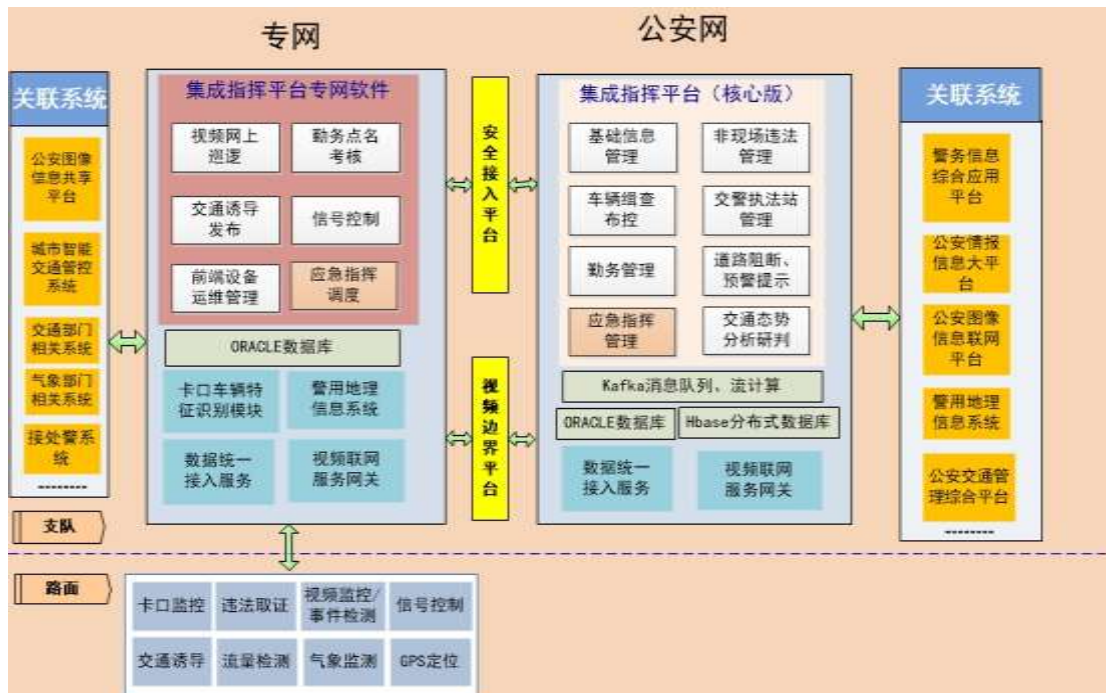 专网
公安网
关联系统
公安图像
信息共享
平台
城市智能
交通管控
系统
交通部门
相关系统
气象部门
相关系统
接处警系
统
--------
集成指挥平台专网软件
视频网上
巡逻
勤务点名
考核
交通诱导
发布
信号控制
前端设备
运维管理
应急指挥
调度
ORACLE数据库
卡口车辆特
征识别模块
警用地理
信息系统
数据统一
接入服务
视频联网
服务网关
安全接入平台
视频边界平台
集成指挥平台（核心版）
基础信息
管理
非现场违法
管理
车辆缉查
布控
交警执法站
管理
勤务管理
道路阻断、
预警提示
应急指挥
管理
交通态势
分析研判
Kafka消息队列、流计算
ORACLE数据库
Hbase分布式数据库
数据统一
接入服务
视频联网
服务网关
关联系统
警务信息
综合应用
平台
公安情报
信息大平
台
公安图像
信息联网
平台
警用地理
信息系统
公安交通管
理综合平台
--------
支队
路面
卡口监控
违法取证
视频监控/
事件检测
信号控制
交通诱导
流量检测
气象监测
GPS定位